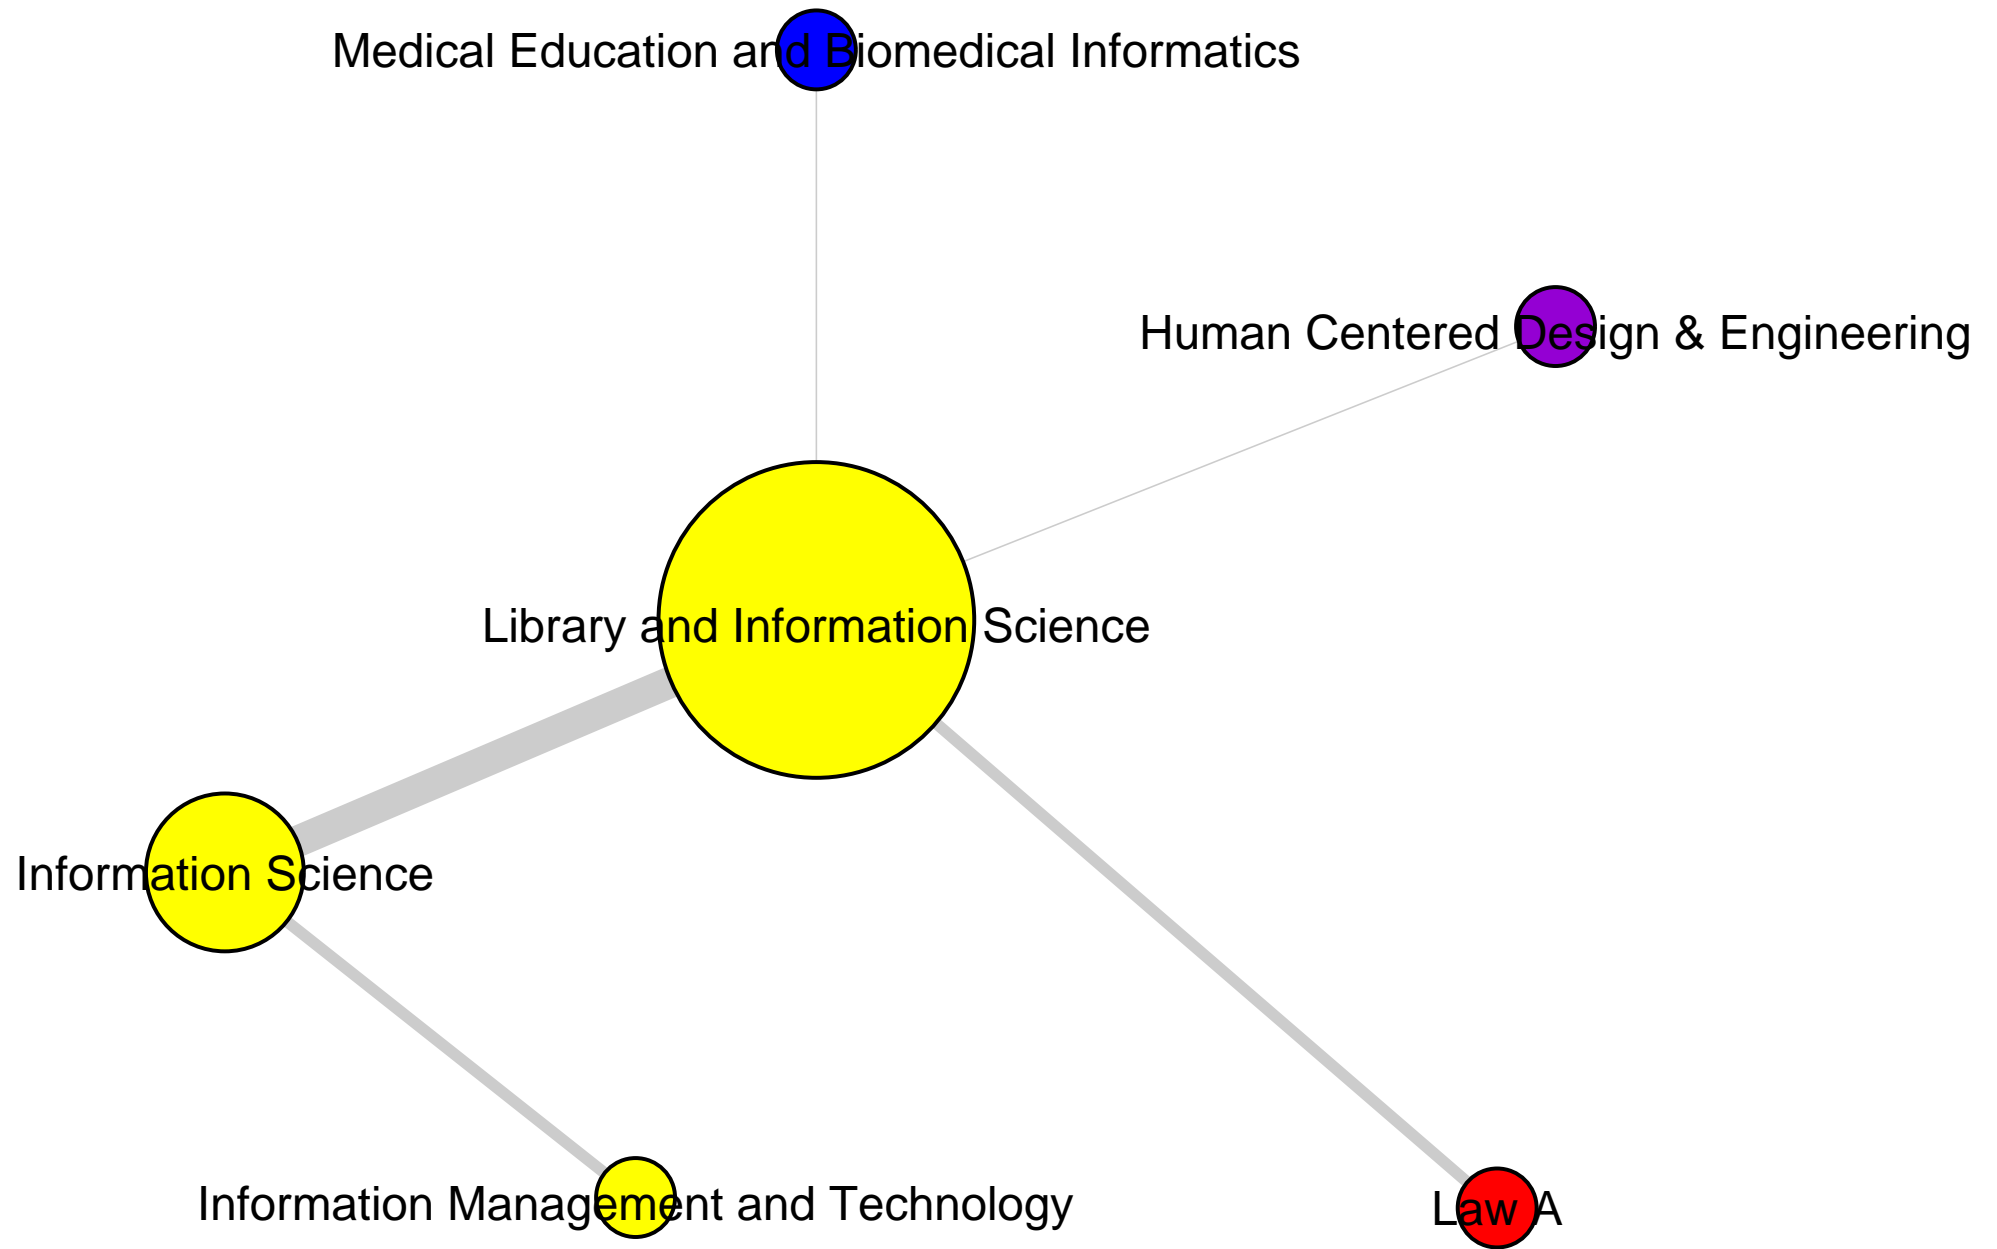 Medical Education and Biomedical Informatics
Human Centered Design & Engineering
Library and Information Science
Information Science
Information Management and Technology
Law A